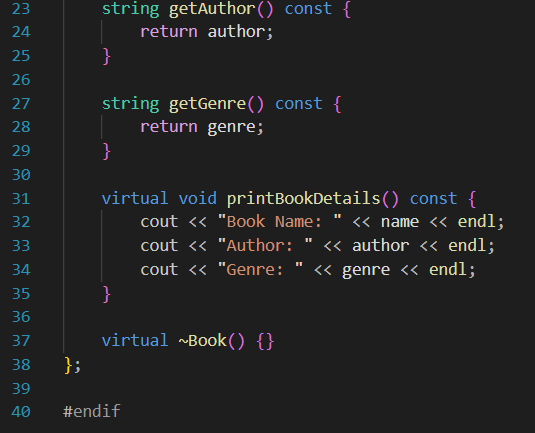 23 string getAuthor() const {
24 return author;
25 }
26
27 string getGenre() const {
28 return genre;
29 }
30
31 virtual void printBookDetails() const {
32 cout << "Book Name: " << name << endl;
33 cout << "Author: " << author << endl;
34 cout << "Genre: " << genre << endl;
35 }
36
37 virtual ~Book() {}
38 };
39
40 #endif